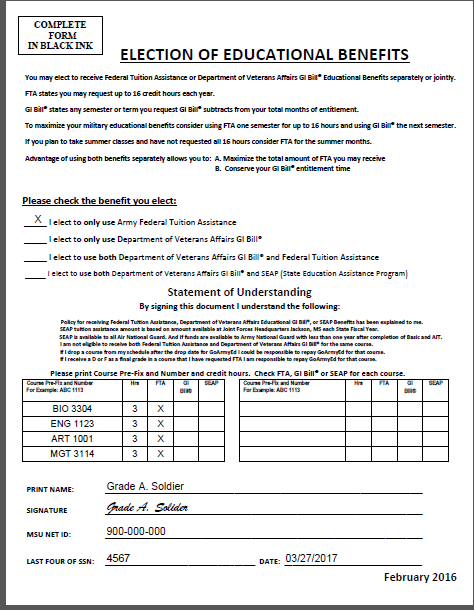 COMPLETE
FORM
IN BLACK INK
ELECTION OF EDUCATIONAL BENEFITS
You may elect to receive Federal Tuition Assistance or Department of Veterans Affairs GI Bill® Educational Benefits separately or jointly.
FTA states you may request up to 16 credit hours each year.
GI Bill® states any semester or term you request GI Bill® subtracts from your total months of entitlement.
To maximize your military educational benefits consider using FTA one semester for up to 16 hours and using GI Bill® the next semester.
If you plan to take summer classes and have not requested all 16 hours consider FTA for the summer months.
Advantage of using both benefits separately allows you to: A. Maximize the total amount of FTA you may receive
B. Conserve your GI Bill® entitlement time
Please check the benefit you elect:
X I elect to only use Army Federal Tuition Assistance
I elect to only use Department of Veterans Affairs GI Bill®
I elect to use both Department of Veterans Affairs GI Bill® and Federal Tuition Assistance
I elect to use both Department of Veterans Affairs GI Bill® and SEAP (State Education Assistance Program)
Statement of Understanding
By signing this document I understand the following:
Policy for receiving Federal Tuition Assistance, Department of Veterans Affairs Educational GI Bill®, or SEAP Benefits has been explained to me.
SEAP tuition assistance amount is based on amount available at Joint Forces Headquarters Jackson, MS each State Fiscal Year.
SEAP is available to all Air National Guard. And if funds are available to Army National Guard with less than one year after completion of Basic and AIT.
I am not eligible to receive both Federal Tuition Assistance and Department of Veterans Affairs GI Bill® for the same course.
If I drop a course from my schedule after the drop date for GoArmyEd I could be responsible to repay GoArmyEd for that course.
If I receive a D or F as a final grade in a course that I have requested FTA I am responsible to repay GoArmyEd for that course.
Please print Course Pre-Fix and Number and credit hours. Check FTA, GI Bill® or SEAP for each course.
Course Pre-Fix and Number Hrs FTA GI SEAP Course Pre-Fix and Number Hrs FTA GI SEAP
For Example: ABC 1113 Bill® For Example: ABC 1113 Bill®
BIO 3304 3 X
ENG 1123 3 X
ART 1001 3 X
MGT 3114 3 X
PRINT NAME: Grade A. Soldier
SIGNATURE Grade A. Solider
MSU NET ID: 900-000-000
LAST FOUR OF SSN: 4567 DATE: 03/27/2017
February 2016